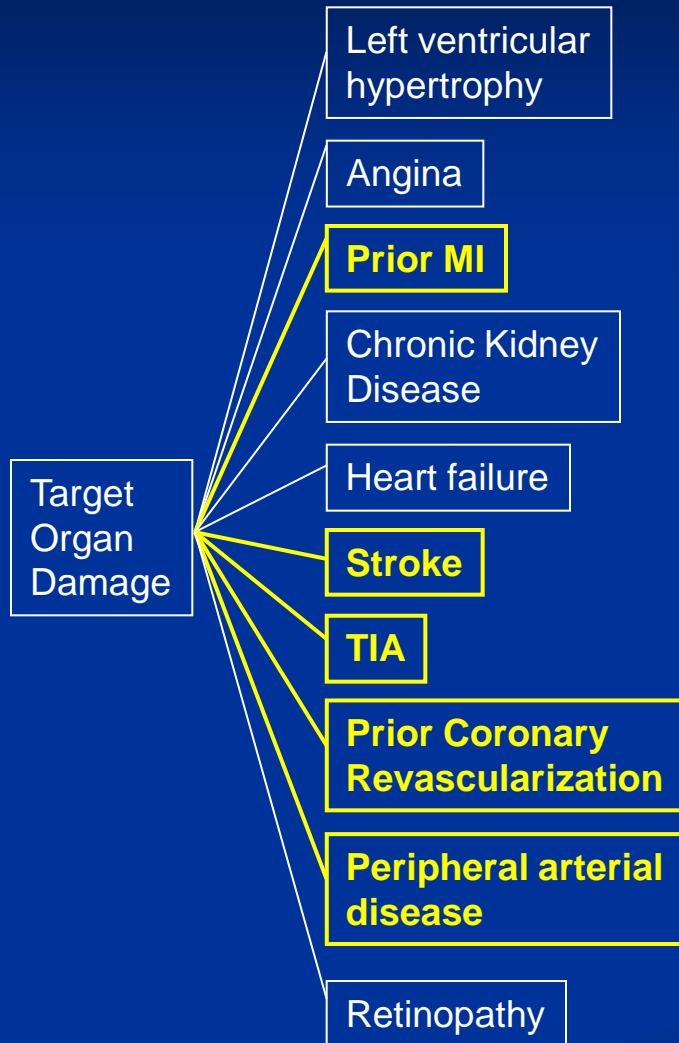 Left ventricular
hypertrophy
Angina
Prior MI
Chronic Kidney
Disease
Heart failure
Target
Organ
Damage
Stroke
TIA
Prior Coronary
Revascularization
Peripheral arterial
disease
Retinopathy